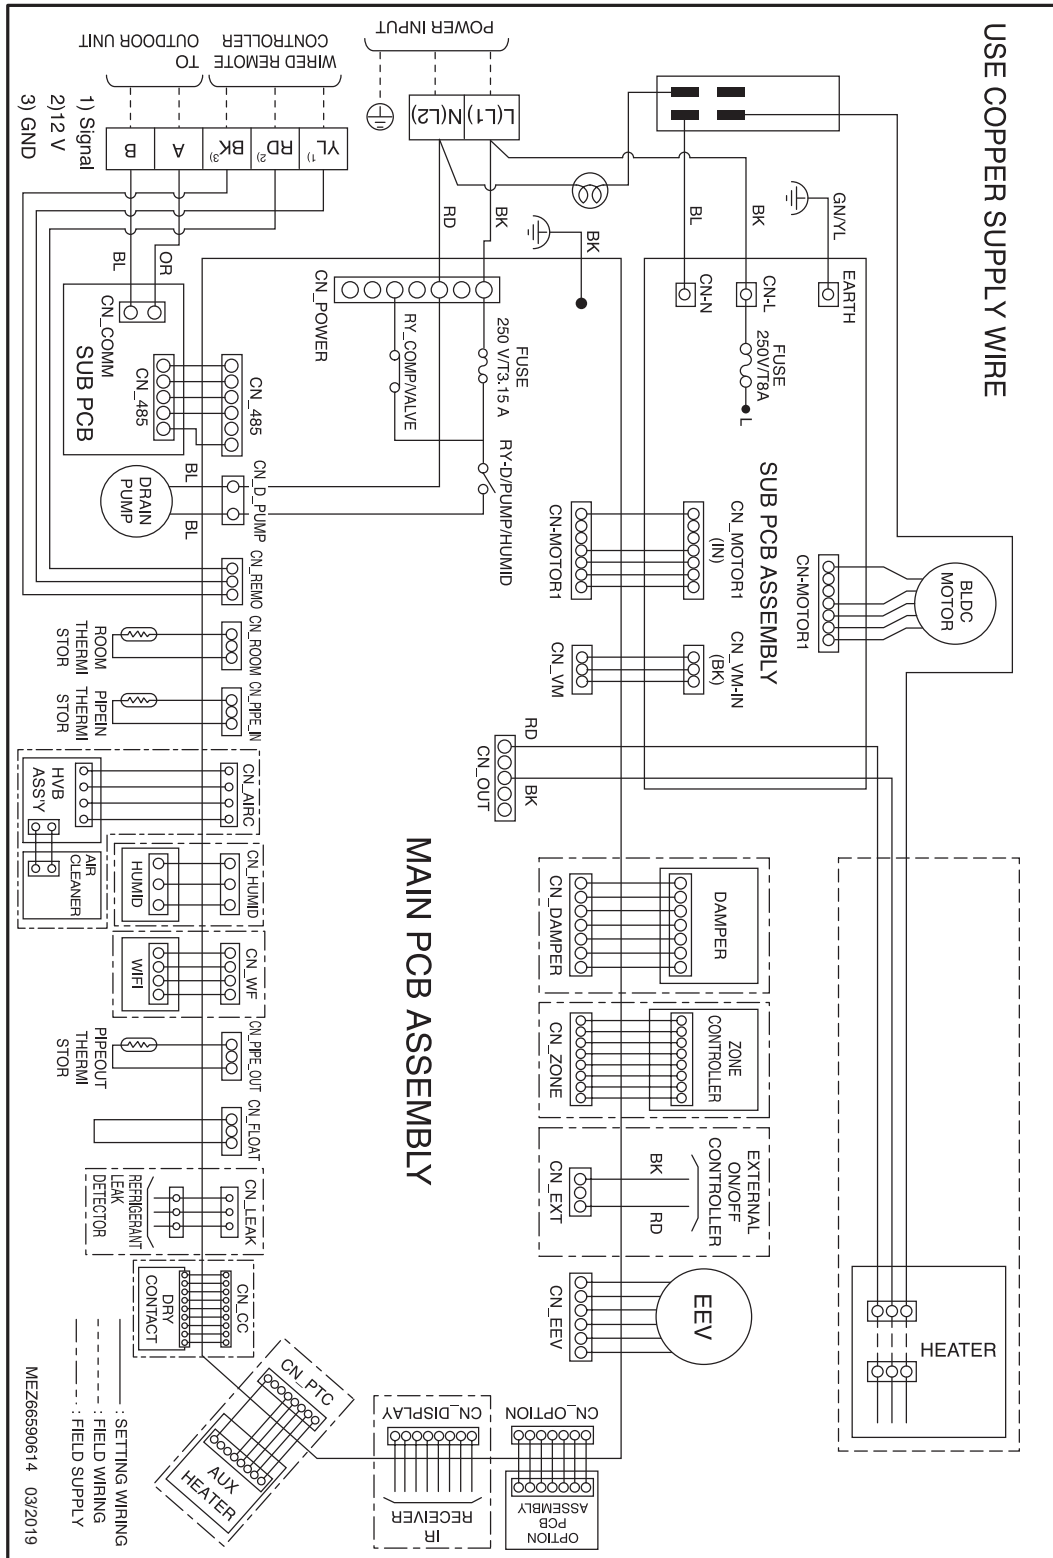 USE COPPER SUPPLY WIRE
POWER INPUT
L(L1)
N(L2)
WIRED REMOTE
CONTROLLER
TO
OUTDOOR UNIT
YL 1)
RD 2)
BK 3)
A
B
1) Signal
2)12 V
3) GND
RD
BK
BK
BL
BK
GN/YL
BL
OR
CN_COMM
SUB PCB
CN_485
CN_485
CN_POWER
RY_COMP/VALVE
FUSE
250 V/T3.15 A
RY-D/PUMP/HUMID
CN-N
CN-L
EARTH
FUSE
250V/T8A
L
SUB PCB ASSEMBLY
CN-MOTOR1
CN_MOTOR1
(IN)
CN-MOTOR1
BLDC
MOTOR
CN_VM
CN_VM-IN
(BK)
BL
BL
DRAIN
PUMP
CN_D_PUMP
CN_REMO
ROOM
THERMI
STOR
CN_ROOM
PIPEIN
THERMI
STOR
CN_PIPE_IN
RD
BK
CN_OUT
HVB
ASS'Y
AIR
CLEANER
CN_AIRC
HUMID
CN_HUMID
WIFI
CN_WF
MAIN PCB ASSEMBLY
CN_DAMPER
DAMPER
CN_ZONE
ZONE
CONTROLLER
CN_EXT
BK
RD
EXTERNAL
ON/OFF
CONTROLLER
CN_EEV
EEV
HEATER
PIPEOUT
THERMI
STOR
CN_PIPE_OUT
CN_FLOAT
REFRIGERANT
LEAK
DETECTOR
CN_LEAK
DRY
CONTACT
CN_CC
CN_PTC
AUX
HEATER
CN_DISPLAY
IR
RECEIVER
CN_OPTION
OPTION
PCB
ASSEMBLY
: SETTING WIRING
: FIELD WIRING
: FIELD SUPPLY
MEZ66590614 03/2019